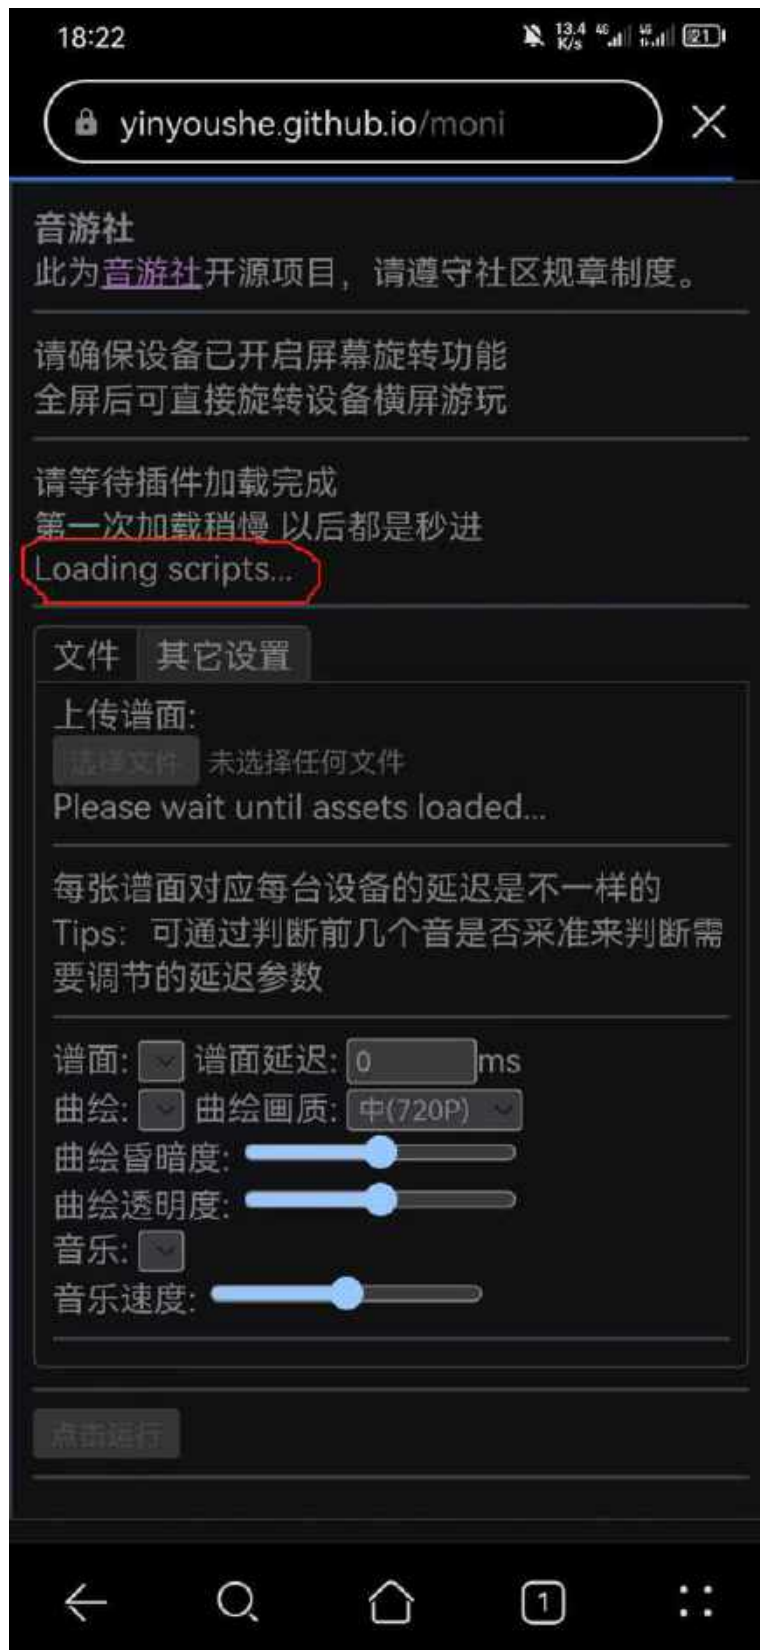 18:22
13.4 K/s 4G 4G 21
yinyoushe.github.io/moni
音游社
此为音游社开源项目，请遵守社区规章制度。
请确保设备已开启屏幕旋转功能
全屏后可直接旋转设备横屏游玩
请等待插件加载完成
第一次加载稍慢 以后都是秒进
Loading scripts...
文件 其它设置
上传谱面:
选择文件 未选择任何文件
Please wait until assets loaded...
每张谱面对应每台设备的延迟是不一样的
Tips: 可通过判断前几个音是否采准来判断需
要调节的延迟参数
谱面: 谱面延迟: 0 ms
曲绘: 曲绘画质: 中(720P)
曲绘昏暗度:
曲绘透明度:
音乐:
音乐速度:
点击运行
1